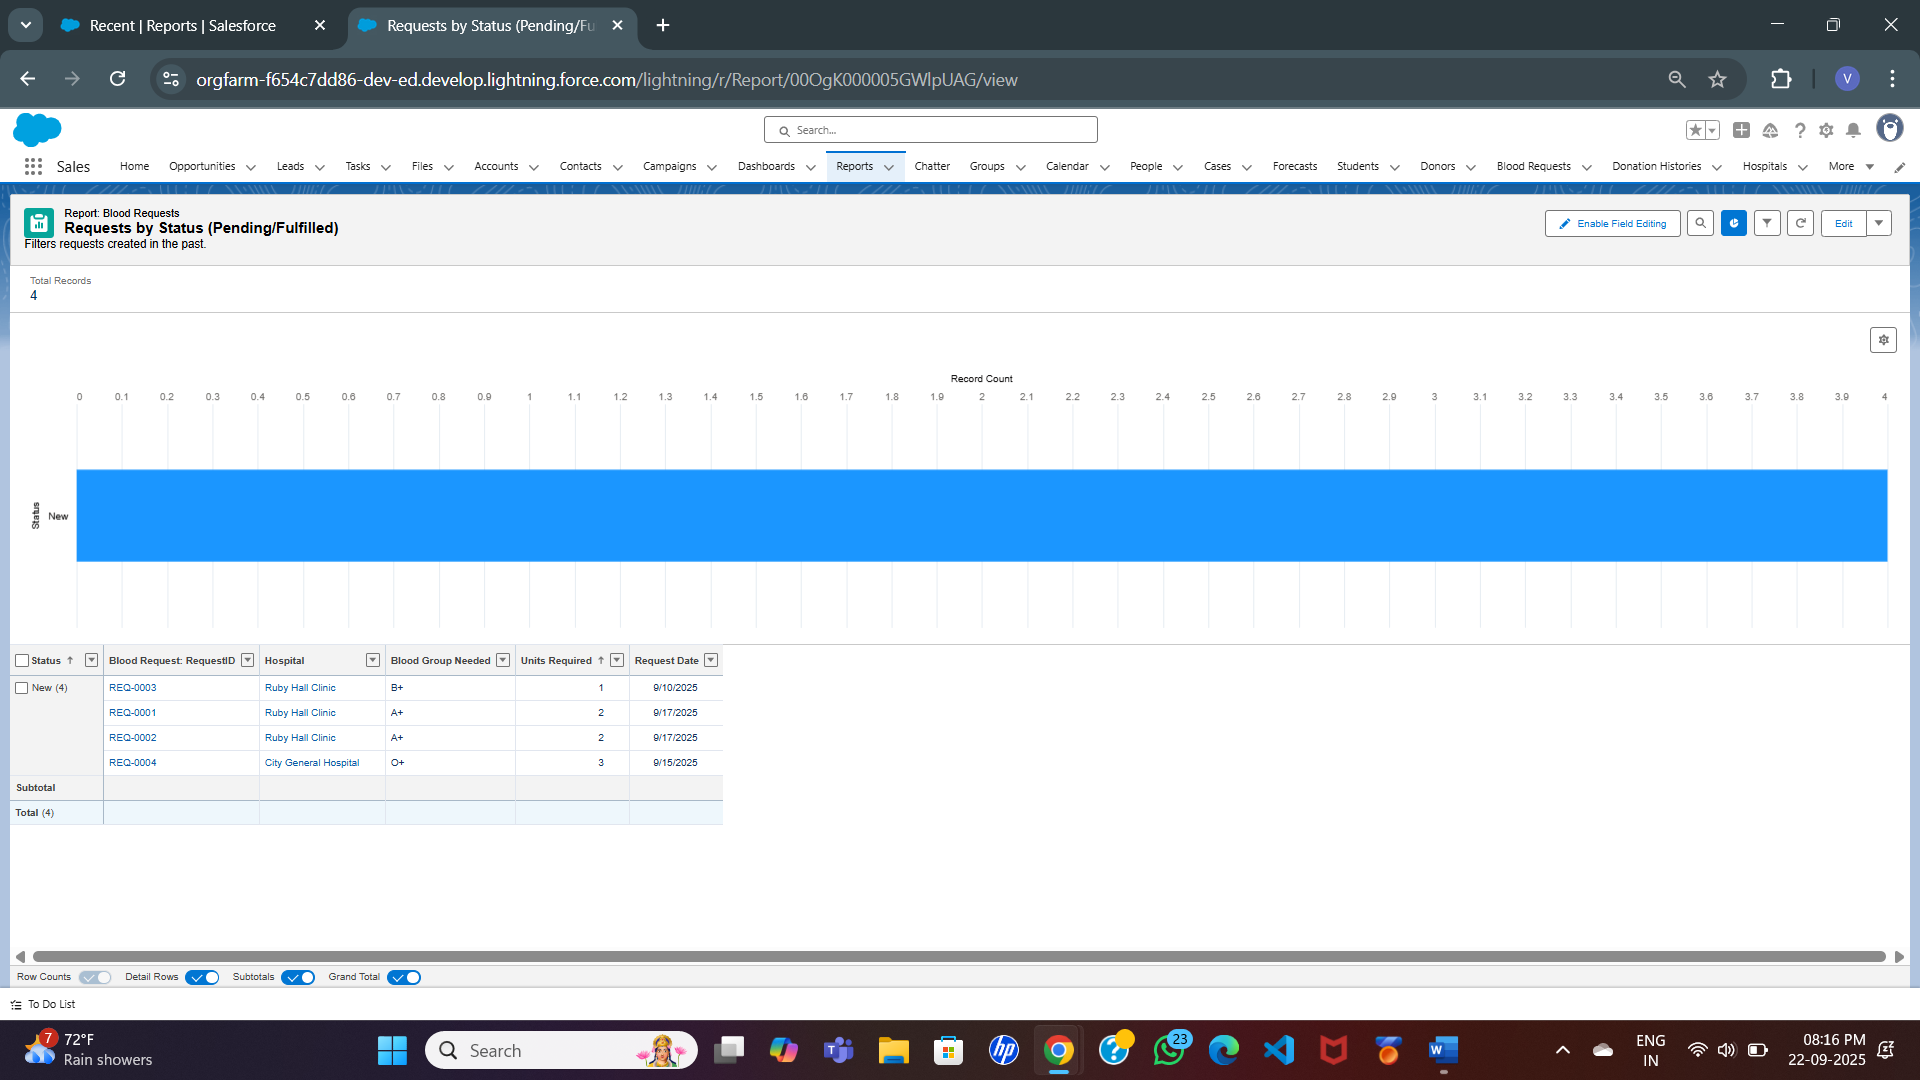 Recent | Reports | Salesforce
Requests by Status (Pending/Fu
orgfarm-f654c7dd86-dev-ed.develop.lightning.force.com/lightning/r/Report/00OgK000005GWlpUAG/view
V
Search...
Sales Home Opportunities Leads Tasks Files Accounts Contacts Campaigns Dashboards Reports Chatter Groups Calendar People Cases Forecasts Students Donors Blood Requests Donation Histories Hospitals More
Report: Blood Requests
Requests by Status (Pending/Fulfilled)
Filters requests created in the past.
Enable Field Editing
Edit
Total Records
4
Record Count
0 0.1 0.2 0.3 0.4 0.5 0.6 0.7 0.8 0.9 1 1.1 1.2 1.3 1.4 1.5 1.6 1.7 1.8 1.9 2 2.1 2.2 2.3 2.4 2.5 2.6 2.7 2.8 2.9 3 3.1 3.2 3.3 3.4 3.5 3.6 3.7 3.8 3.9 4
Status
New
Status ↑ Blood Request: RequestID Hospital Blood Group Needed Units Required ↑ Request Date
New (4) REQ-0003 Ruby Hall Clinic B+ 1 9/10/2025
REQ-0001 Ruby Hall Clinic A+ 2 9/17/2025
REQ-0002 Ruby Hall Clinic A+ 2 9/17/2025
REQ-0004 City General Hospital O+ 3 9/15/2025
Subtotal
Total (4)
Row Counts Detail Rows Subtotals Grand Total
To Do List
7
72°F
Rain showers
Search
hp
23
W
ENG
IN
08:16 PM
22-09-2025